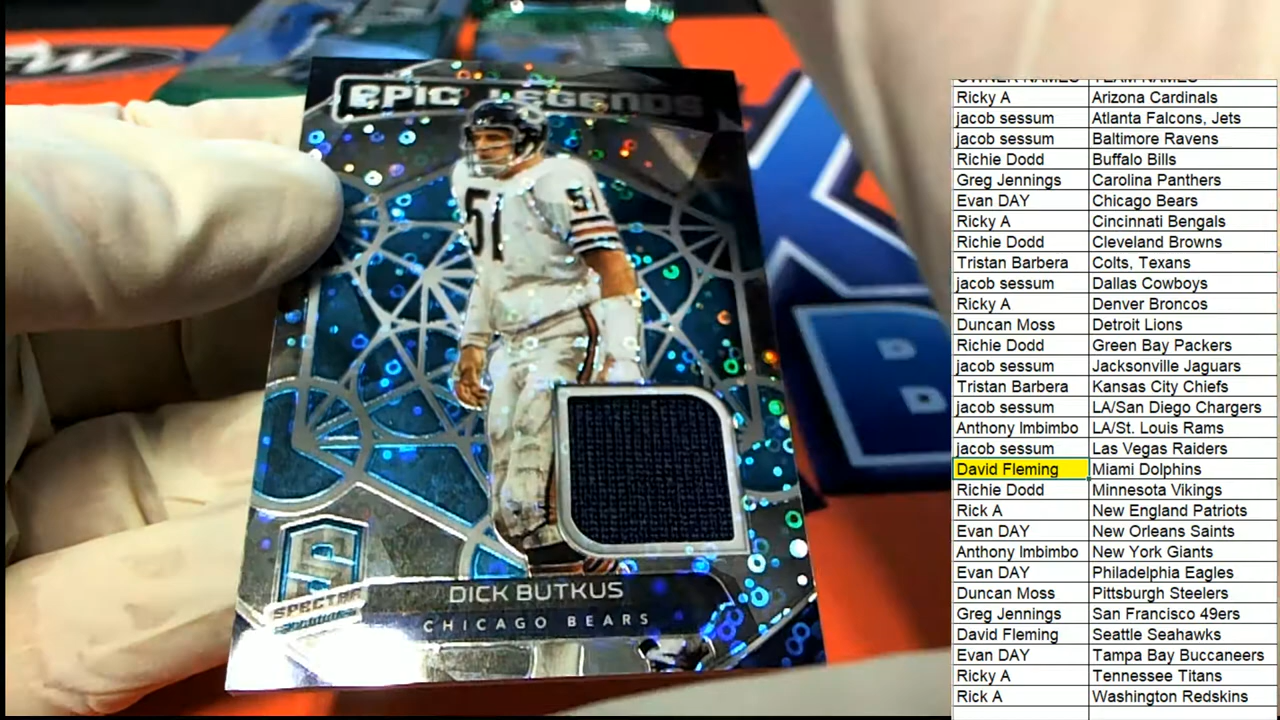 EPIC LEGENDS
51
51
S
SPECTRA
DICK BUTKUS
CHICAGO BEARS
B
OWNER NAMES TEAM NAMES
Ricky A Arizona Cardinals
jacob sessum Atlanta Falcons, Jets
jacob sessum Baltimore Ravens
Richie Dodd Buffalo Bills
Greg Jennings Carolina Panthers
Evan DAY Chicago Bears
Ricky A Cincinnati Bengals
Richie Dodd Cleveland Browns
Tristan Barbera Colts, Texans
jacob sessum Dallas Cowboys
Ricky A Denver Broncos
Duncan Moss Detroit Lions
Richie Dodd Green Bay Packers
jacob sessum Jacksonville Jaguars
Tristan Barbera Kansas City Chiefs
jacob sessum LA/San Diego Chargers
Anthony Imbimbo LA/St. Louis Rams
jacob sessum Las Vegas Raiders
David Fleming Miami Dolphins
Richie Dodd Minnesota Vikings
Rick A New England Patriots
Evan DAY New Orleans Saints
Anthony Imbimbo New York Giants
Evan DAY Philadelphia Eagles
Duncan Moss Pittsburgh Steelers
Greg Jennings San Francisco 49ers
David Fleming Seattle Seahawks
Evan DAY Tampa Bay Buccaneers
Ricky A Tennessee Titans
Rick A Washington Redskins